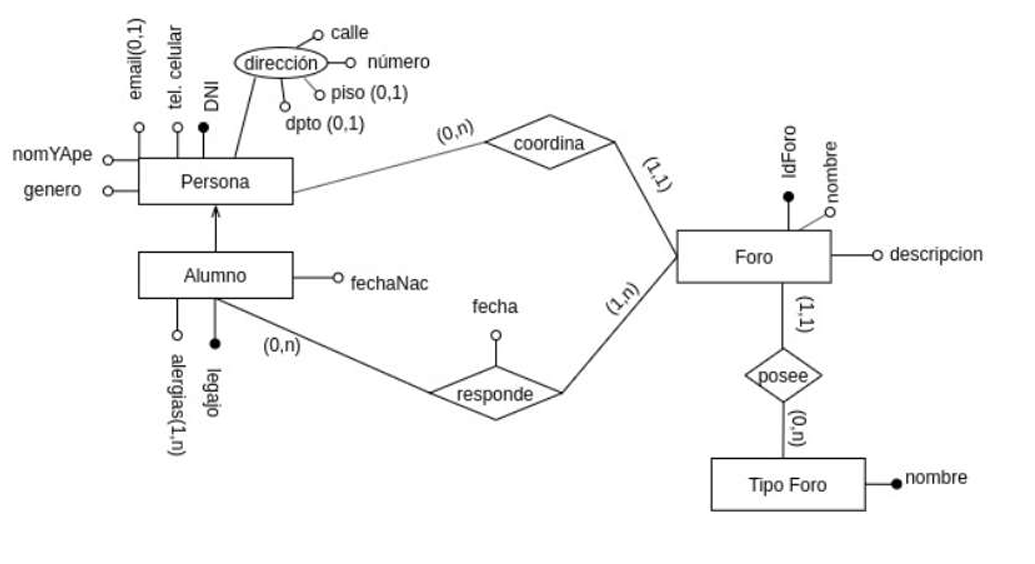 email(0,1)
tel. celular
DNI
calle
dirección
número
piso (0,1)
dpto (0,1)
nomYApe
genero
Persona
(0,n)
coordina
(1,1)
IdForo
nombre
Foro
descripcion
Alumno
fechaNac
alergias(1,n)
legajo
(0,n)
fecha
responde
(1,n)
(1,1)
posee
(0,n)
Tipo Foro
nombre